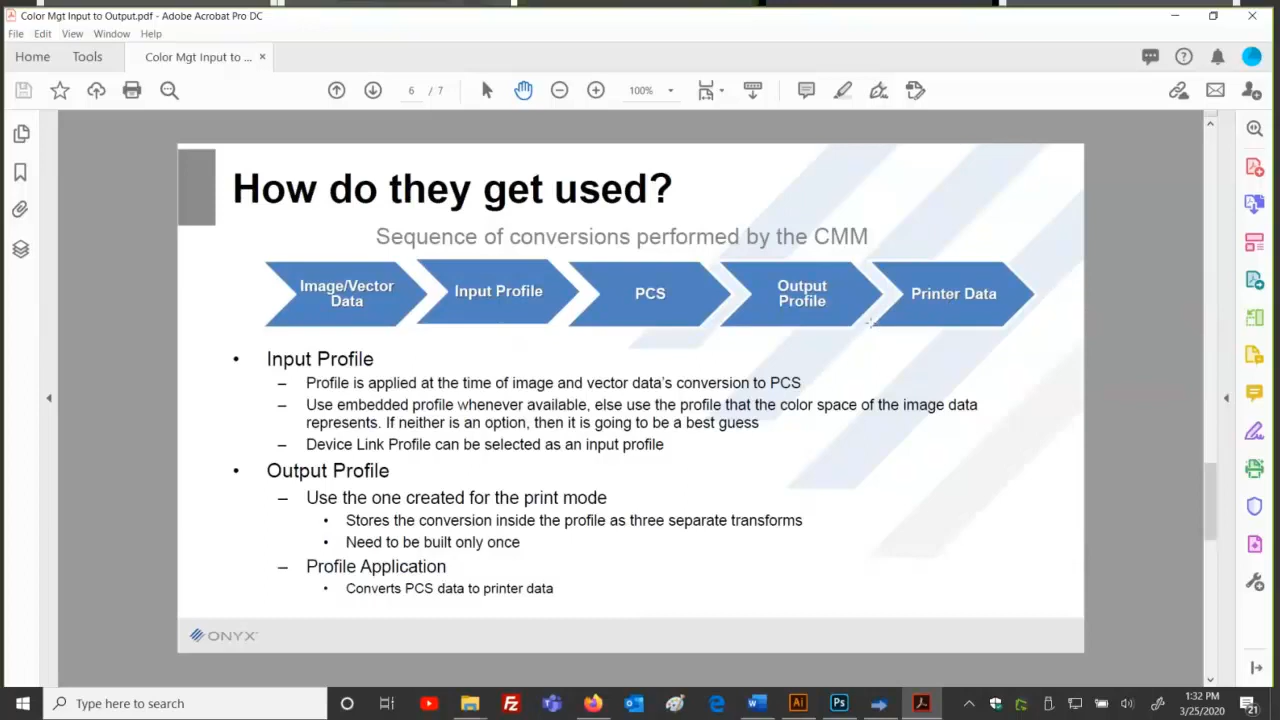 Color Mgt Input to Output.pdf - Adobe Acrobat Pro DC
File Edit View Window Help
Home Tools Color Mgt Input to ... ×
6 / 7 100%
How do they get used?
Sequence of conversions performed by the CMM
Image/Vector
Data
Input Profile
PCS
Output
Profile
Printer Data
• Input Profile
– Profile is applied at the time of image and vector data's conversion to PCS
– Use embedded profile whenever available, else use the profile that the color space of the image data
represents. If neither is an option, then it is going to be a best guess
– Device Link Profile can be selected as an input profile
• Output Profile
– Use the one created for the print mode
• Stores the conversion inside the profile as three separate transforms
• Need to be built only once
– Profile Application
• Converts PCS data to printer data
ONYX
Type here to search
1:32 PM
3/25/2020
21